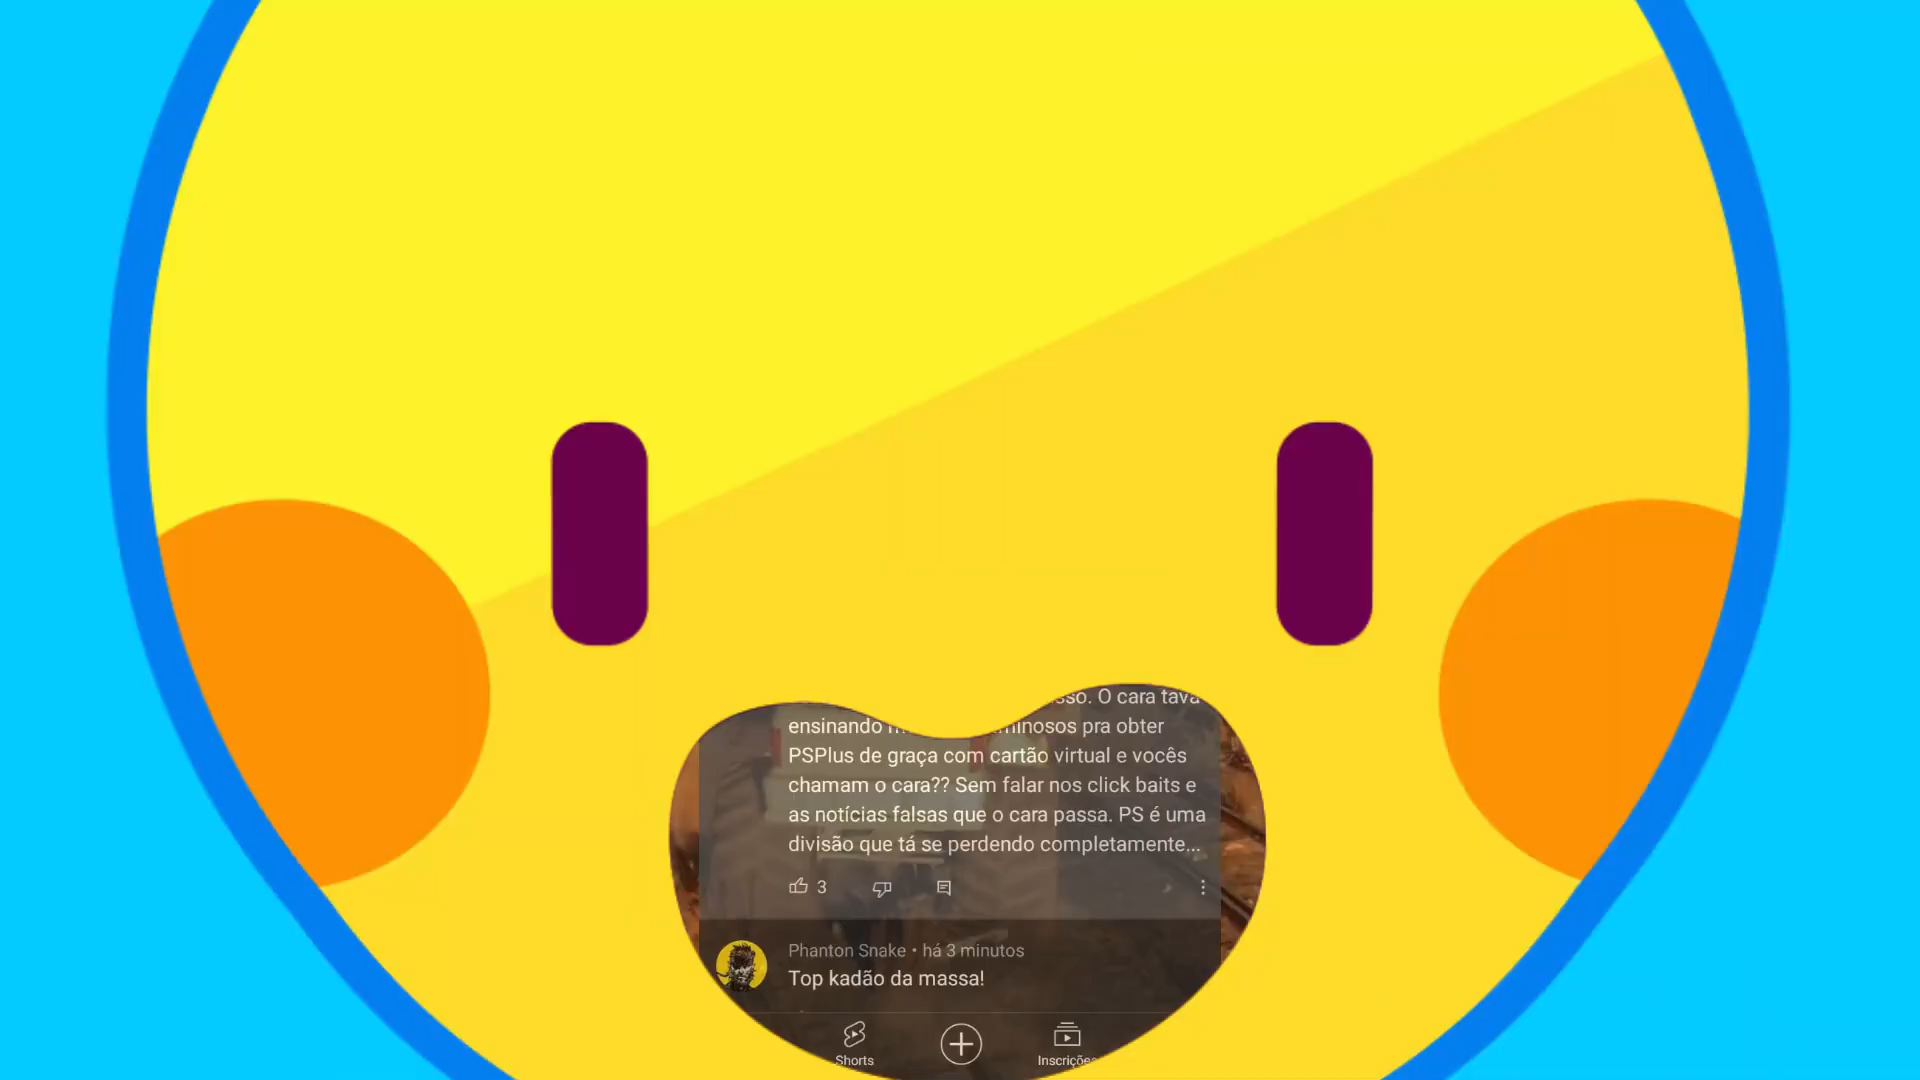 sso. O cara tava
ensinando minosos pra obter
PSPlus de graça com cartão virtual e vocês
chamam o cara?? Sem falar nos click baits e
as notícias falsas que o cara passa. PS é uma
divisão que tá se perdendo completamente...
3
Phanton Snake • há 3 minutos
Top kadão da massa!
Shorts
Inscrições